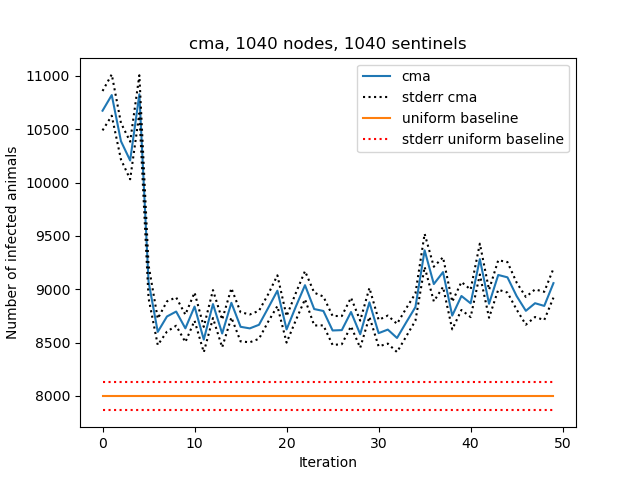 cma, 1040 nodes, 1040 sentinels
cma
stderr cma
uniform baseline
stderr uniform baseline
Number of infected animals
11000
10500
10000
9500
9000
8500
8000
0 10 20 30 40 50
Iteration